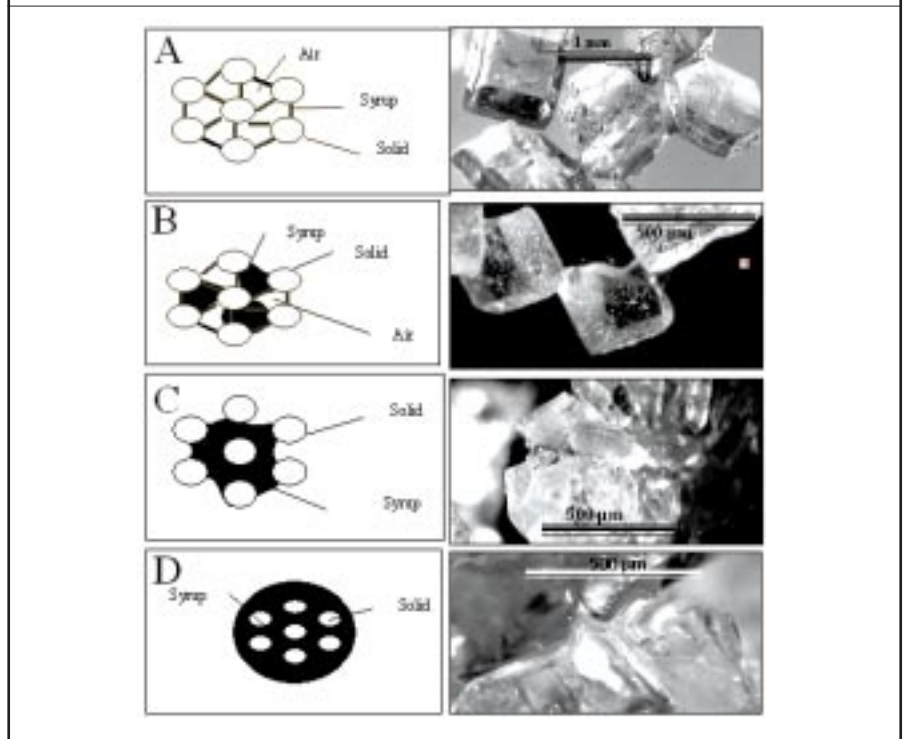 A
Air
Syrup
Solid
1 mm
B
Syrup
Solid
Air
500 µm
C
Solid
Syrup
500 µm
D
Syrup
Solid
500 µm